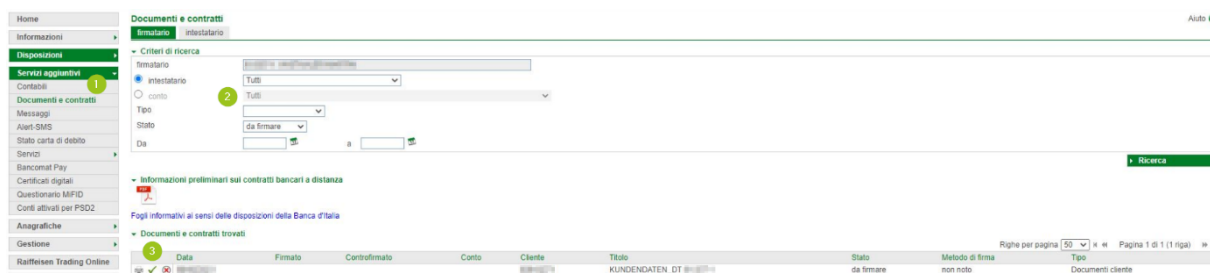 Home
Informazioni
Disposizioni
Servizi aggiuntivi
1
Contabili
Documenti e contratti
Messaggi
Alert-SMS
Stato carta di debito
Servizi
Bancomat Pay
Certificati digitali
Questionario MiFID
Conti attivati per PSD2
Anagrafiche
Gestione
Raiffeisen Trading Online
Documenti e contratti
Aiuto
firmatario intestatario
Criteri di ricerca
firmatario
intestatario Tutti
conto 2 Tutti
Tipo
Stato da firmare
Da a
Ricerca
Informazioni preliminari sui contratti bancari a distanza
PDF
Fogli informativi ai sensi delle disposizioni della Banca d'Italia
Documenti e contratti trovati
Righe per pagina 50 Pagina 1 di 1 (1 riga)
3 Data Firmato Controfirmato Conto Cliente Titolo Stato Metodo di firma Tipo
KUNDENDATEN_DT da firmare non noto Documenti cliente